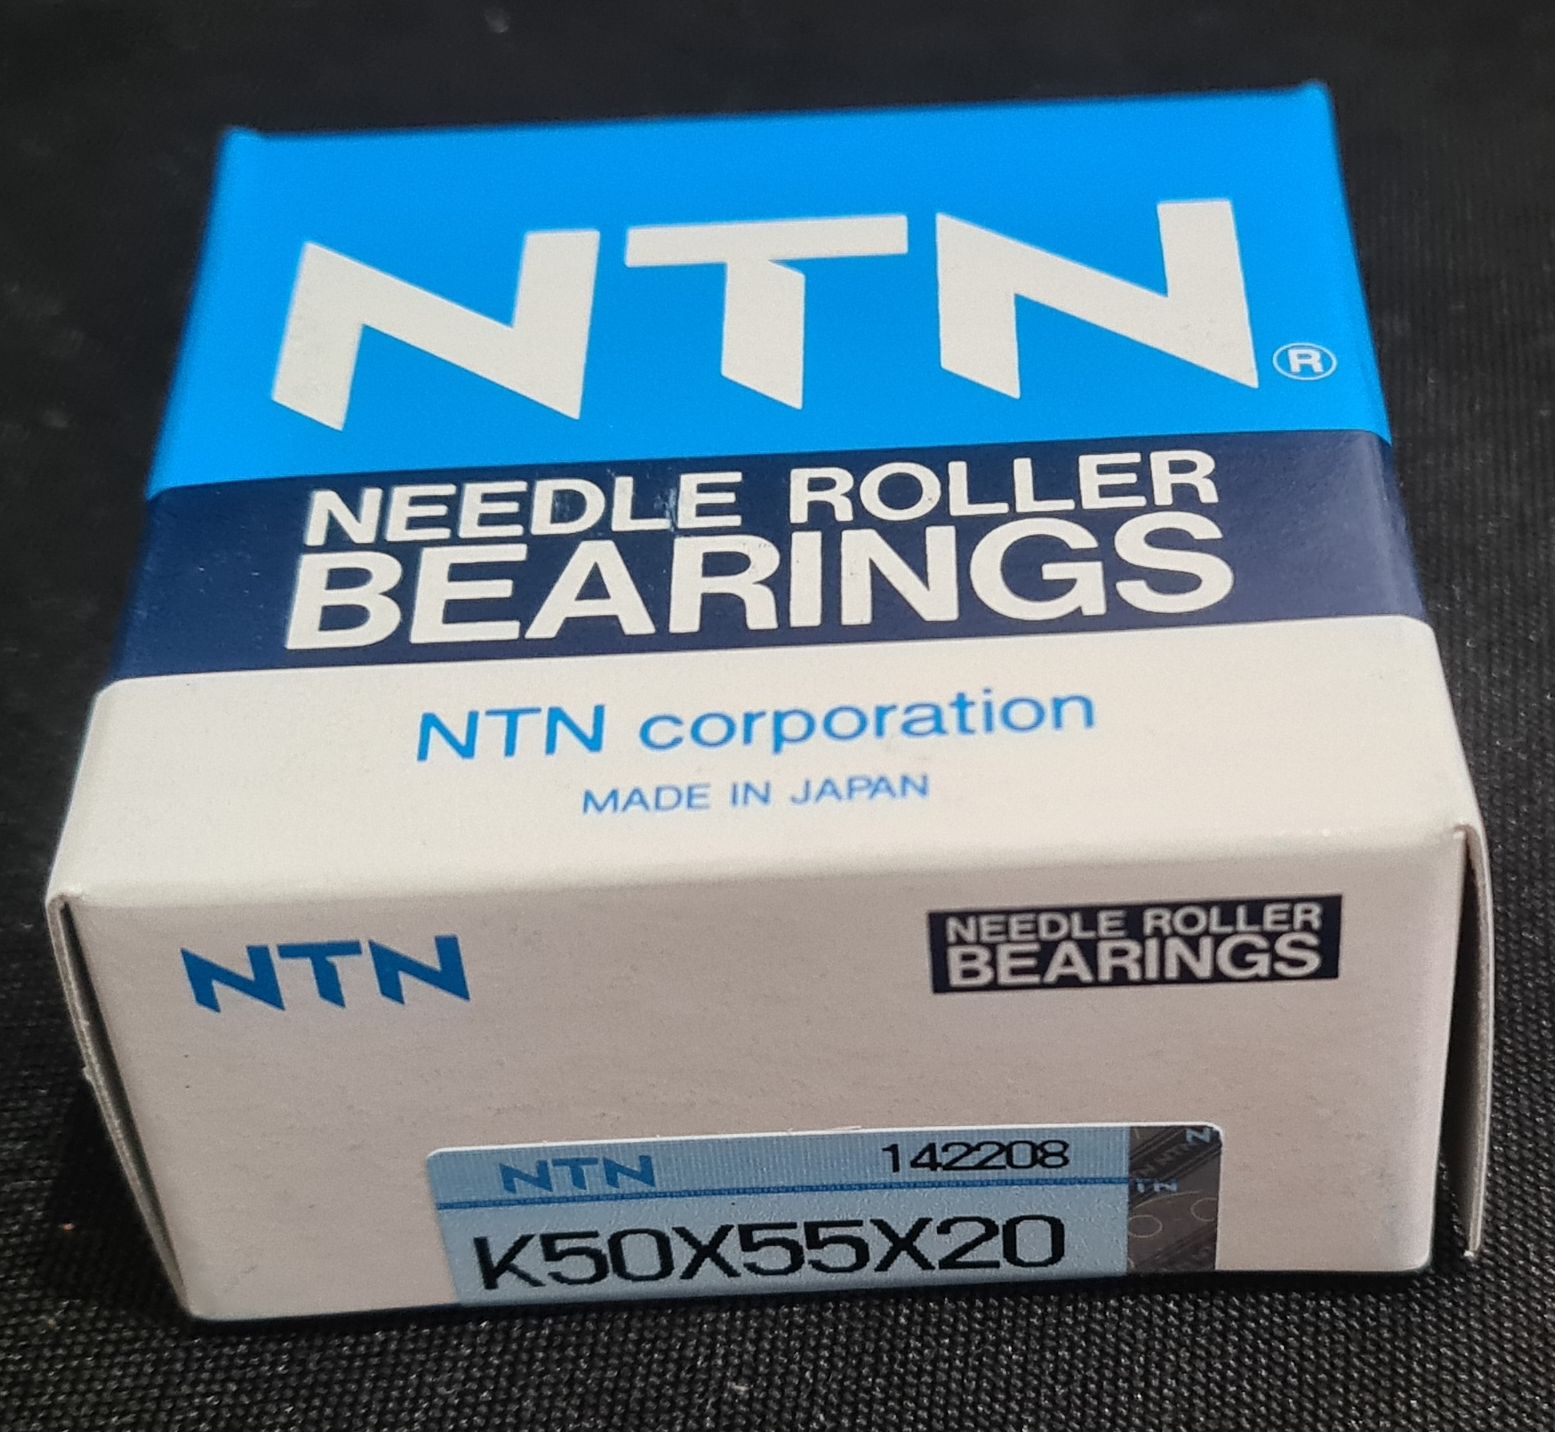 NTN®
NEEDLE ROLLER
BEARINGS
NTN corporation
MADE IN JAPAN
NTN
NEEDLE ROLLER
BEARINGS
NTN 142208
K50X55X20